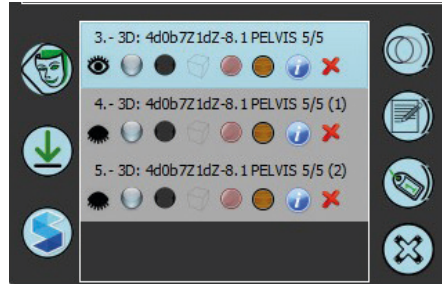 3.- 3D: 4d0b7Z1dZ-8.1 PELVIS 5/5
4.- 3D: 4d0b7Z1dZ-8.1 PELVIS 5/5 (1)
5.- 3D: 4d0b7Z1dZ-8.1 PELVIS 5/5 (2)